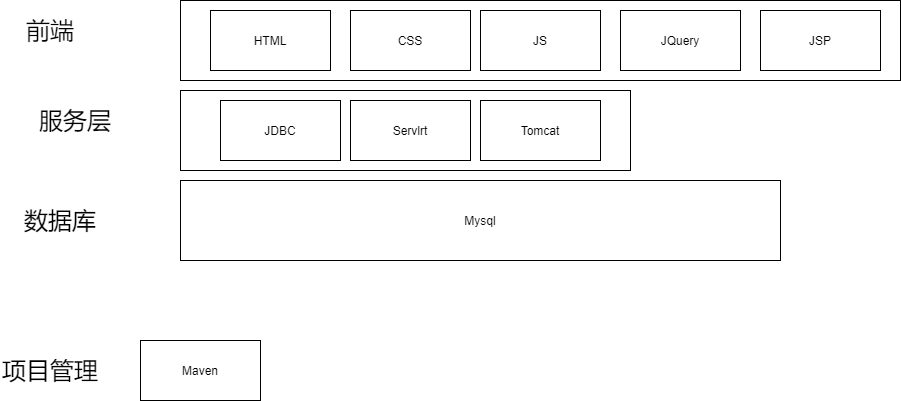 前端
HTML CSS JS JQuery JSP
服务层
JDBC Servlrt Tomcat
数据库
Mysql
项目管理
Maven